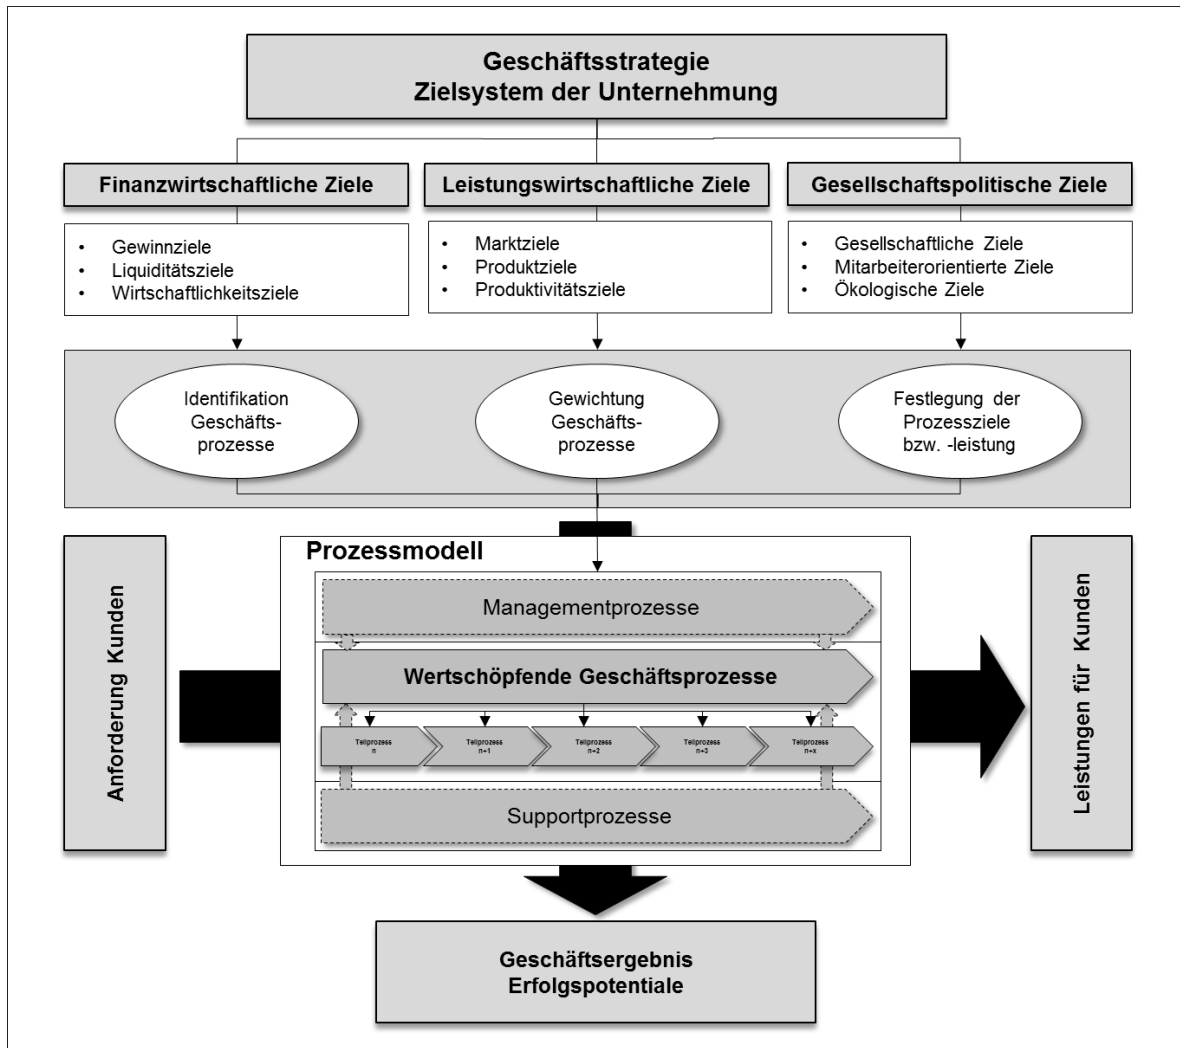 Geschäftsstrategie
Zielsystem der Unternehmung
Finanzwirtschaftliche Ziele
Leistungswirtschaftliche Ziele
Gesellschaftspolitische Ziele
• Gewinnziele
• Liquiditätsziele
• Wirtschaftlichkeitsziele
• Marktziele
• Produktziele
• Produktivitätsziele
• Gesellschaftliche Ziele
• Mitarbeiterorientierte Ziele
• Ökologische Ziele
Identifikation
Geschäfts-
prozesse
Gewichtung
Geschäfts-
prozesse
Festlegung der
Prozessziele
bzw. -leistung
Anforderung Kunden
Prozessmodell
Managementprozesse
Wertschöpfende Geschäftsprozesse
Teilprozess
n
Teilprozess
n+1
Teilprozess
n+2
Teilprozess
n+3
Teilprozess
n+x
Supportprozesse
Leistungen für Kunden
Geschäftsergebnis
Erfolgspotentiale